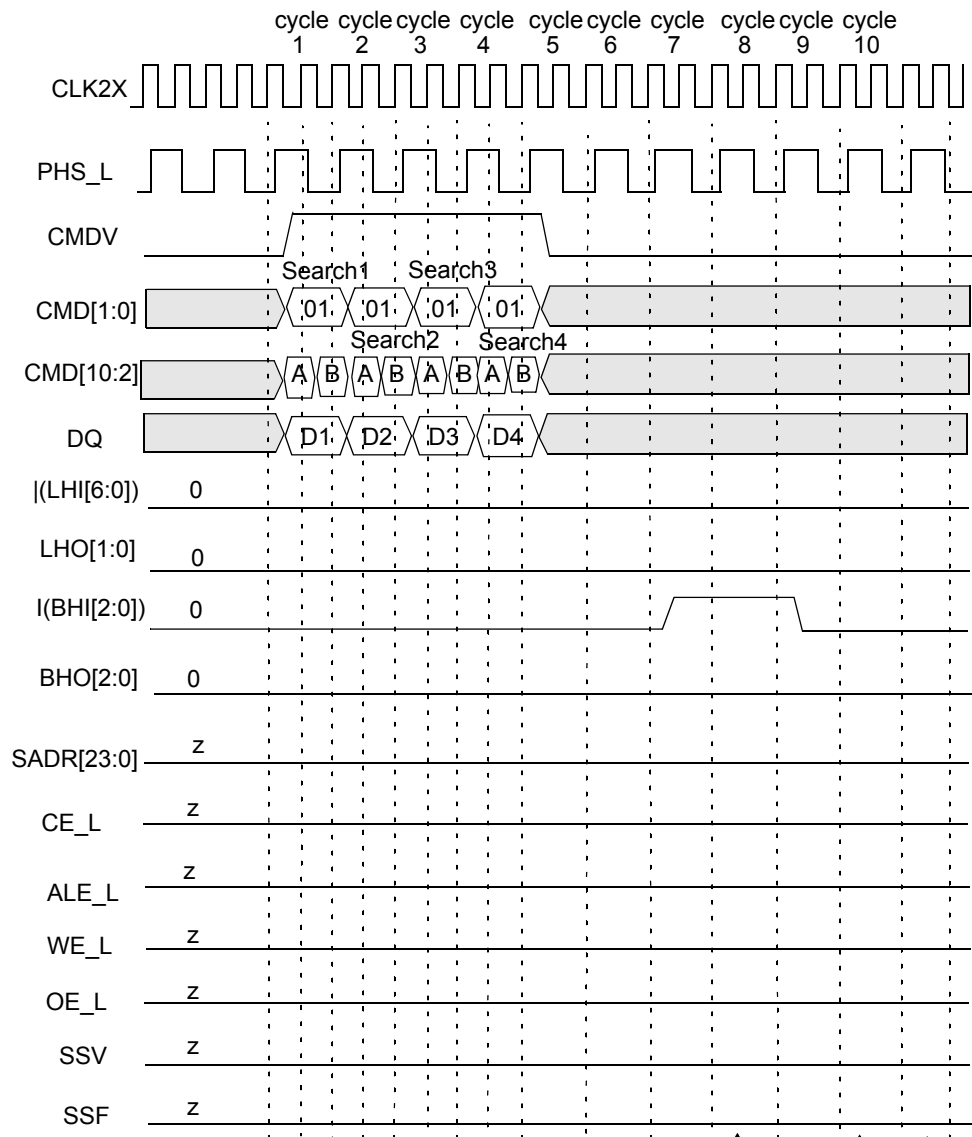 cycle cycle cycle cycle cycle cycle cycle cycle cycle cycle
1 2 3 4 5 6 7 8 9 10
CLK2X
PHS_L
CMDV
Search1 Search3
CMD[1:0] 01 01 01 01
Search2 Search4
CMD[10:2] A B A B A B A B
DQ D1 D2 D3 D4
|(LHI[6:0]) 0
LHO[1:0] 0
I(BHI[2:0]) 0
BHO[2:0] 0
SADR[23:0] z
CE_L z
ALE_L z
WE_L z
OE_L z
SSV z
SSF z